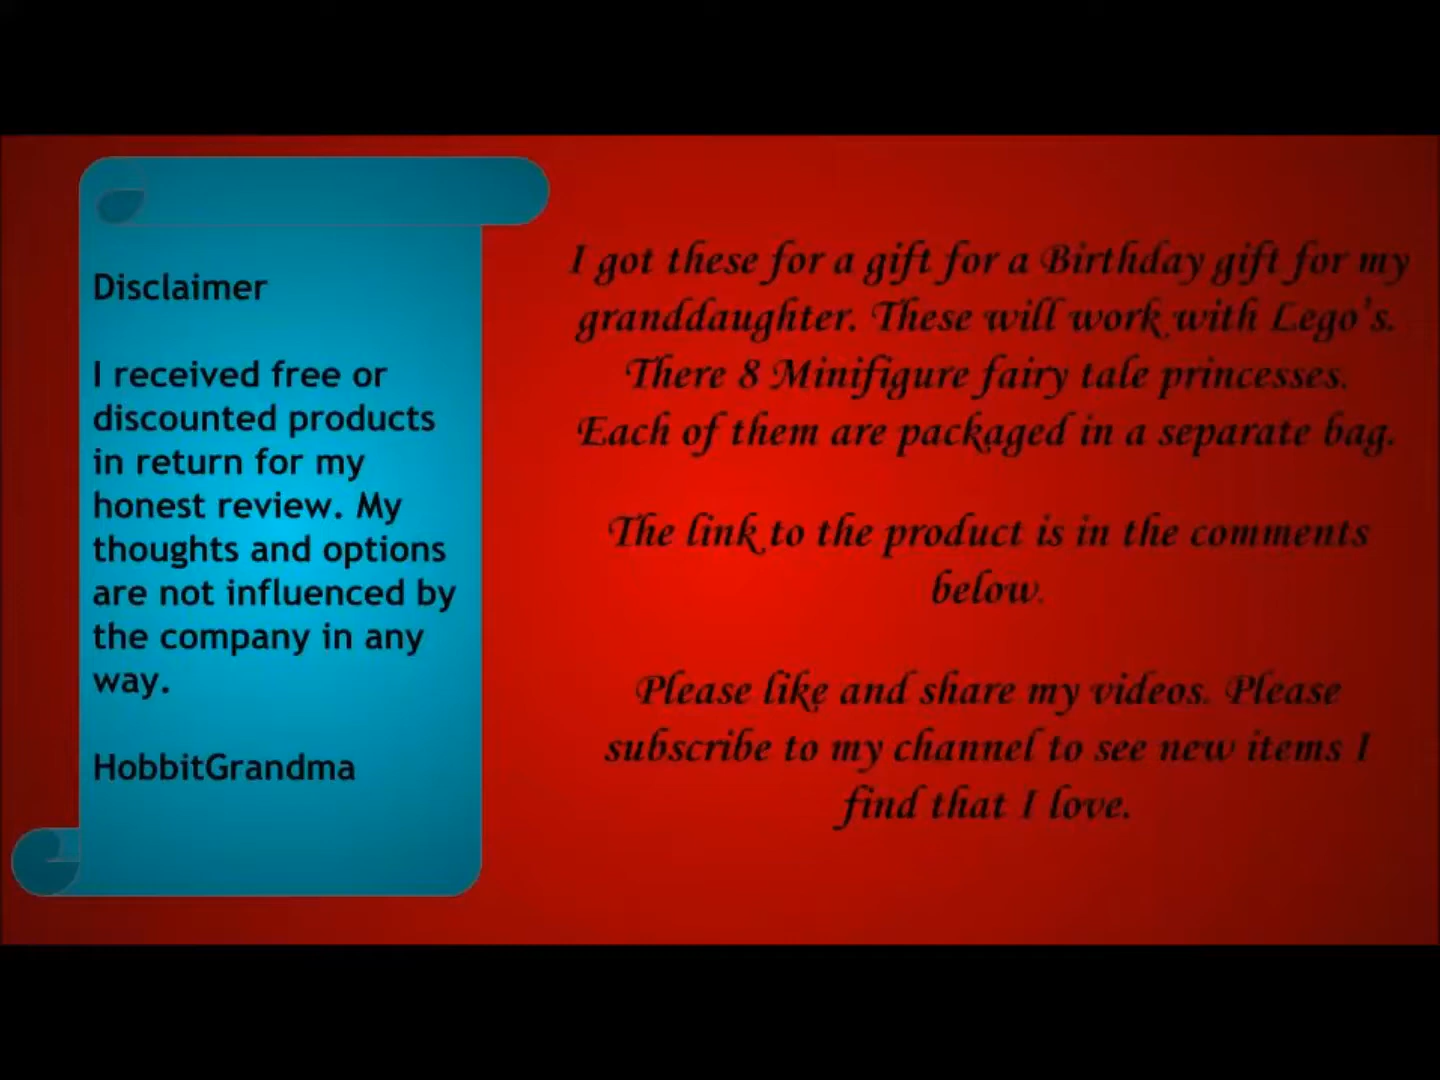 Disclaimer
I received free or
discounted products
in return for my
honest review. My
thoughts and options
are not influenced by
the company in any
way.
HobbitGrandma
I got these for a gift for a Birthday gift for my
granddaughter. These will work with Lego's.
There 8 Minifigure fairy tale princesses.
Each of them are packaged in a separate bag.
The link to the product is in the comments
below.
Please like and share my videos. Please
subscribe to my channel to see new items I
find that I love.